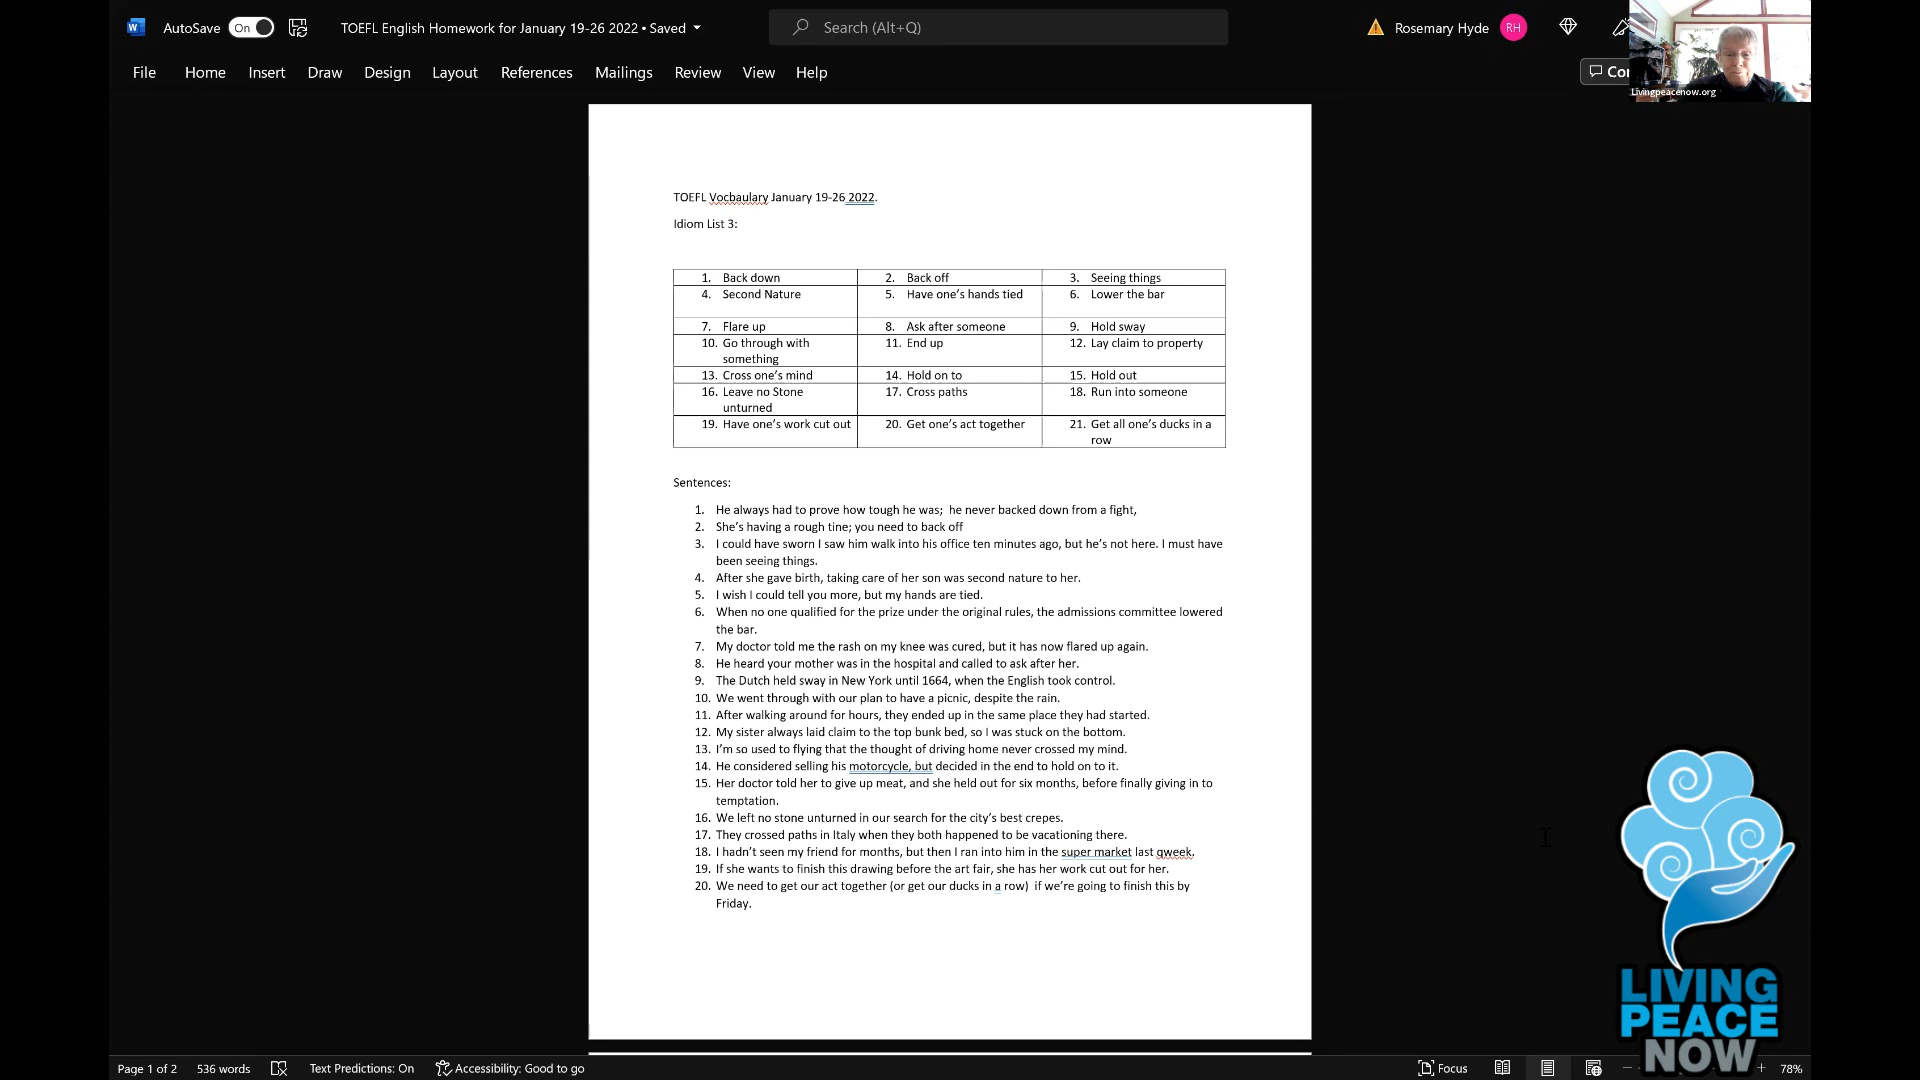 AutoSave On TOEFL English Homework for January 19-26 2022 • Saved Search (Alt+Q) Rosemary Hyde RH
File Home Insert Draw Design Layout References Mailings Review View Help
Livingpeacenow.org
TOEFL Vocbaulary January 19-26 2022.
Idiom List 3:
1. Back down 2. Back off 3. Seeing things
4. Second Nature 5. Have one's hands tied 6. Lower the bar
7. Flare up 8. Ask after someone 9. Hold sway
10. Go through with 11. End up 12. Lay claim to property
something
13. Cross one's mind 14. Hold on to 15. Hold out
16. Leave no Stone 17. Cross paths 18. Run into someone
unturned
19. Have one's work cut out 20. Get one's act together 21. Get all one's ducks in a
row
Sentences:
1. He always had to prove how tough he was; he never backed down from a fight,
2. She's having a rough tine; you need to back off
3. I could have sworn I saw him walk into his office ten minutes ago, but he's not here. I must have
been seeing things.
4. After she gave birth, taking care of her son was second nature to her.
5. I wish I could tell you more, but my hands are tied.
6. When no one qualified for the prize under the original rules, the admissions committee lowered
the bar.
7. My doctor told me the rash on my knee was cured, but it has now flared up again.
8. He heard your mother was in the hospital and called to ask after her.
9. The Dutch held sway in New York until 1664, when the English took control.
10. We went through with our plan to have a picnic, despite the rain.
11. After walking around for hours, they ended up in the same place they had started.
12. My sister always laid claim to the top bunk bed, so I was stuck on the bottom.
13. I'm so used to flying that the thought of driving home never crossed my mind.
14. He considered selling his motorcycle, but decided in the end to hold on to it.
15. Her doctor told her to give up meat, and she held out for six months, before finally giving in to
temptation.
16. We left no stone unturned in our search for the city's best crepes.
17. They crossed paths in Italy when they both happened to be vacationing there.
18. I hadn't seen my friend for months, but then I ran into him in the super market last qweek.
19. If she wants to finish this drawing before the art fair, she has her work cut out for her.
20. We need to get our act together (or get our ducks in a row) if we're going to finish this by
Friday.
LIVING
PEACE
NOW
Page 1 of 2 536 words Text Predictions: On Accessibility: Good to go Focus 78%